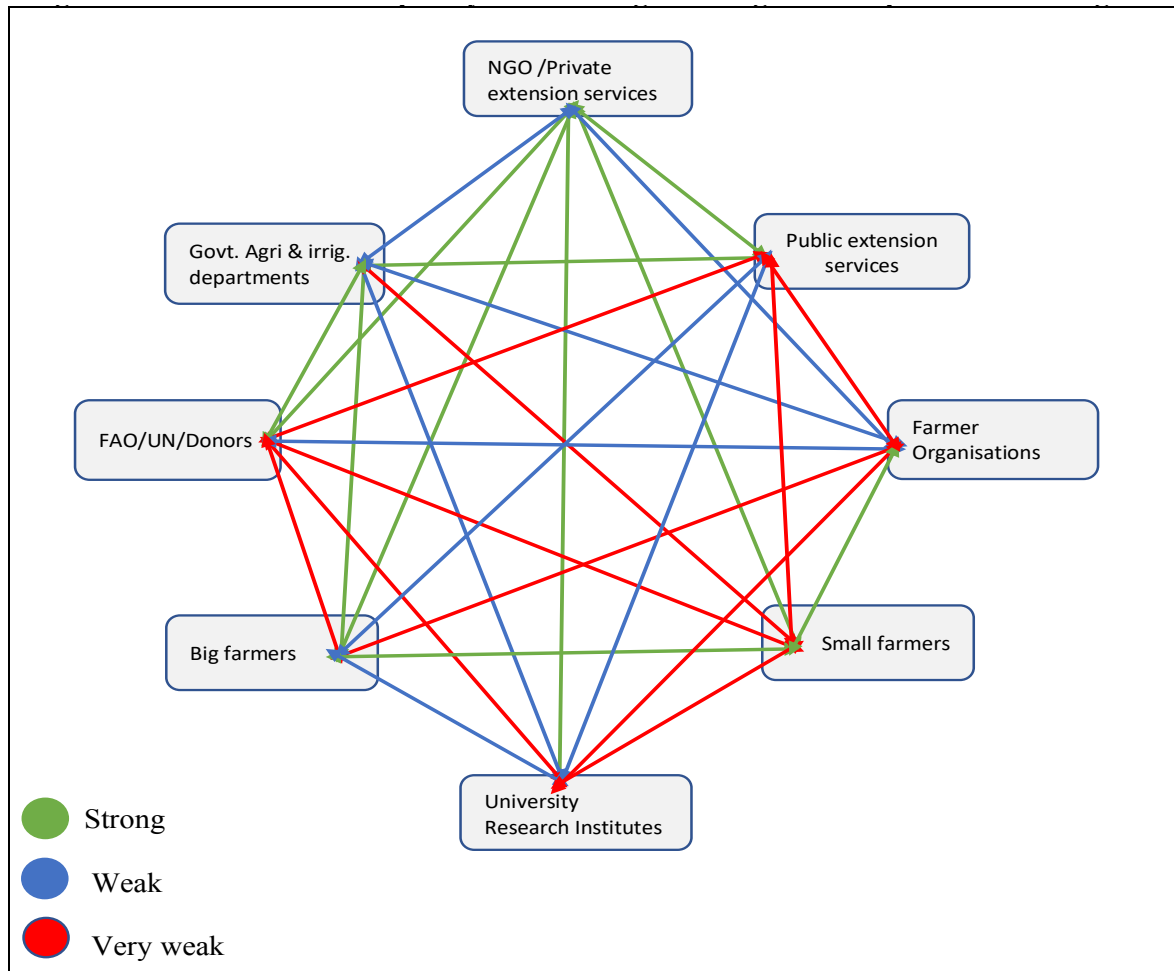 NGO /Private
extension services
Govt. Agri & irrig.
departments
Public extension
services
FAO/UN/Donors
Farmer
Organisations
Big farmers
Small farmers
University
Research Institutes
Strong
Weak
Very weak